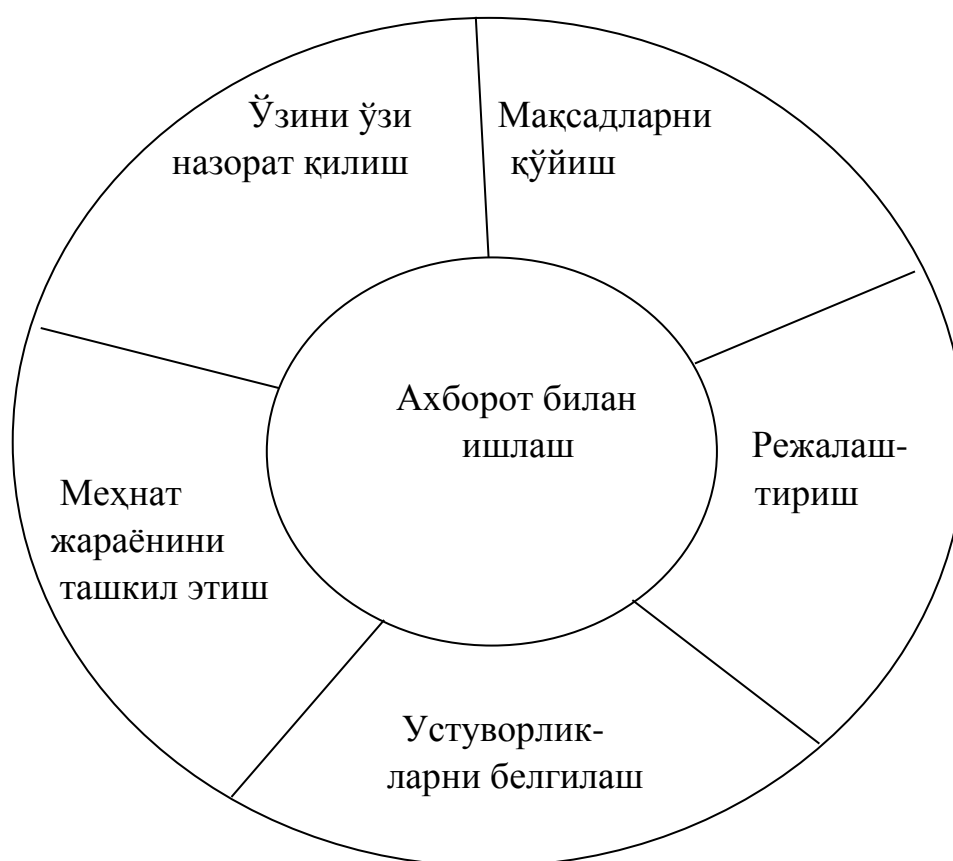 Ўзини ўзи
назорат қилиш
Мақсадларни
қўйиш
Ахборот билан
ишлаш
Режалаш-
тириш
Меҳнат
жараёнини
ташкил этиш
Устуворлик-
ларни белгилаш